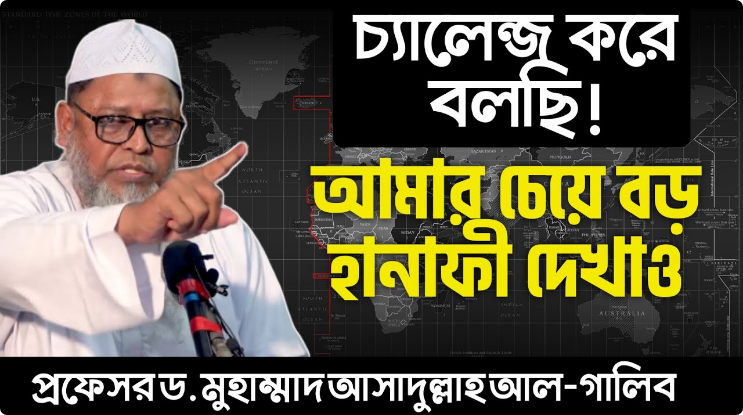 চ্যালেন্জ করে
বলছি!
আমার চেয়ে বড়
হানাফী দেখাও
প্রফেসর ড. মুহাম্মাদ আসাদুল্লাহ আল-গালিব